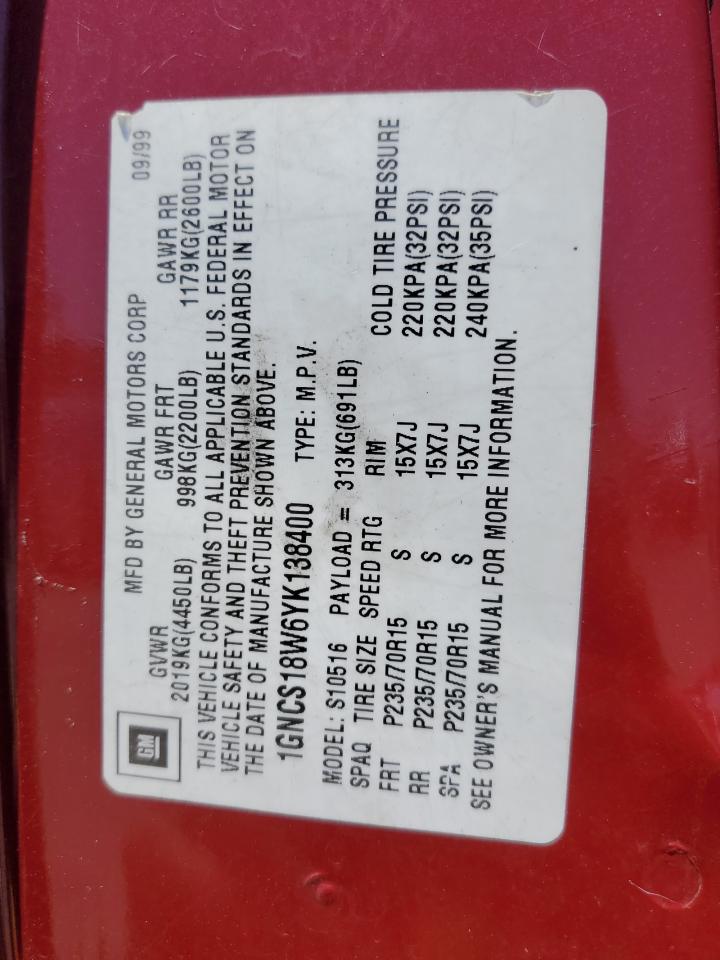 GM
MFD BY GENERAL MOTORS CORP 09/99
GVWR GAWR FRT GAWR RR
2019KG(4450LB) 998KG(2200LB) 1179KG(2600LB)
THIS VEHICLE CONFORMS TO ALL APPLICABLE U.S. FEDERAL MOTOR
VEHICLE SAFETY AND THEFT PREVENTION STANDARDS IN EFFECT ON
THE DATE OF MANUFACTURE SHOWN ABOVE.
1GNCS18W6YK138400 TYPE: M.P.V.
MODEL: S10516 PAYLOAD = 313KG(691LB)
SPAQ TIRE SIZE SPEED RTG RIM COLD TIRE PRESSURE
FRT P235/70R15 S 15X7J 220KPA(32PSI)
RR P235/70R15 S 15X7J 220KPA(32PSI)
SPA P235/70R15 S 15X7J 240KPA(35PSI)
SEE OWNER'S MANUAL FOR MORE INFORMATION.